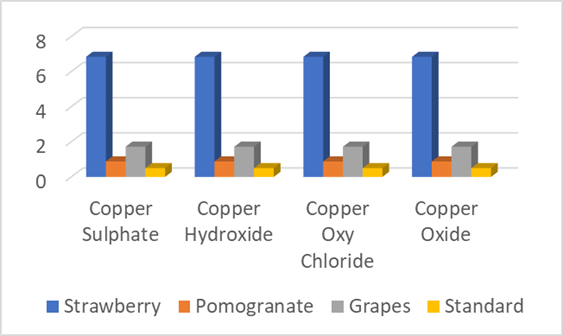 8
6
4
2
0
Copper Sulphate
Copper Hydroxide
Copper Oxy Chloride
Copper Oxide
Strawberry Pomogranate Grapes Standard